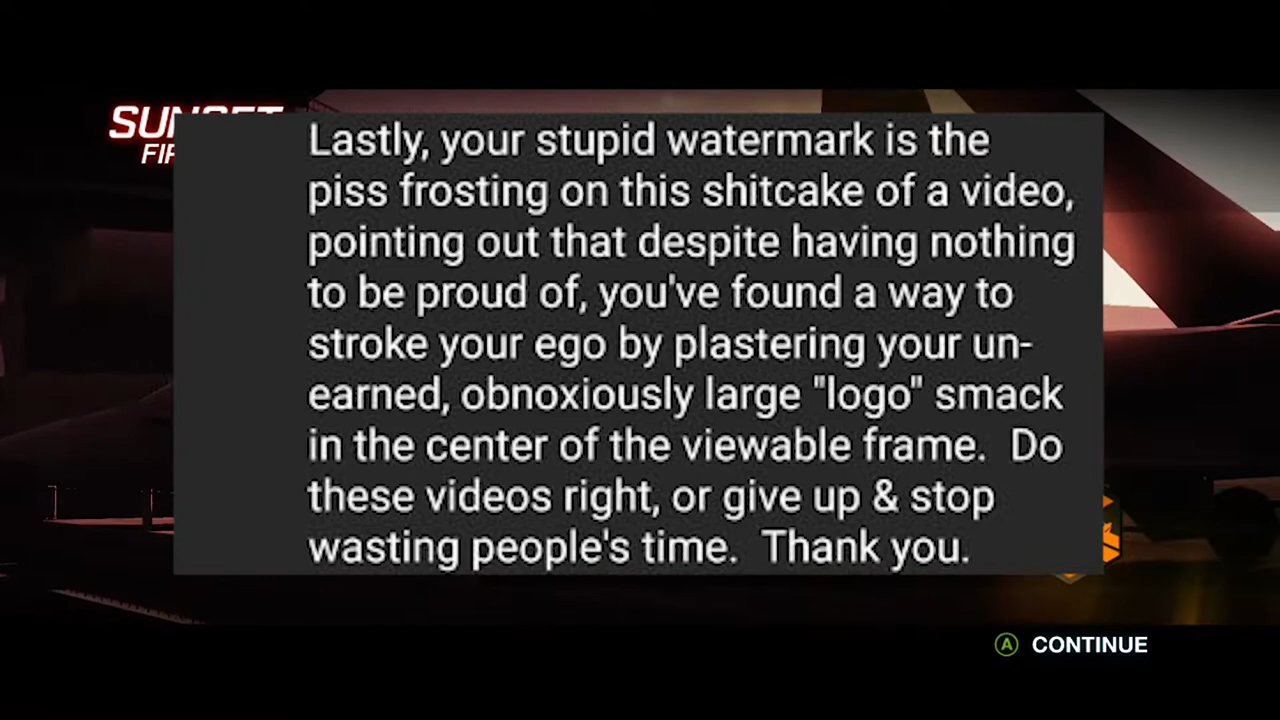 SUNSET
Lastly, your stupid watermark is the
piss frosting on this shitcake of a video,
pointing out that despite having nothing
to be proud of, you've found a way to
stroke your ego by plastering your un-
earned, obnoxiously large "logo" smack
in the center of the viewable frame.  Do
these videos right, or give up & stop
wasting people's time.  Thank you.
A CONTINUE